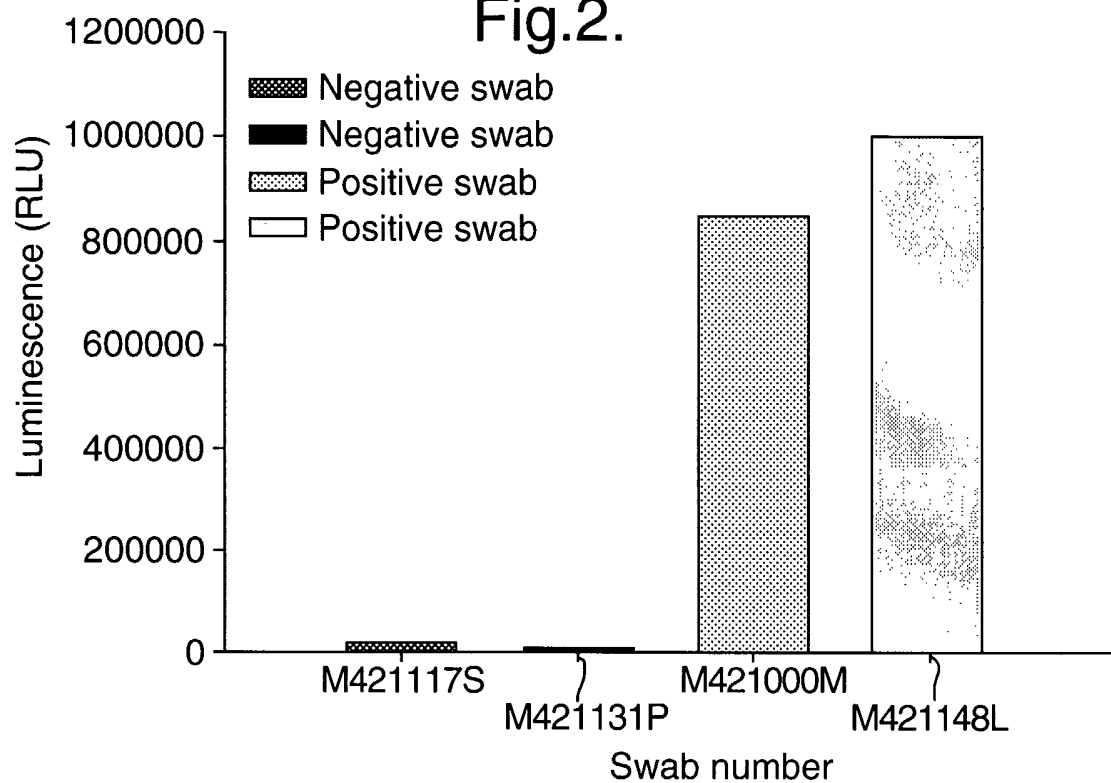 Fig.2.
1200000
1000000
800000
600000
400000
200000
0
Luminescence (RLU)
Negative swab
Negative swab
Positive swab
Positive swab
M421117S
M421131P
M421000M
M421148L
Swab number